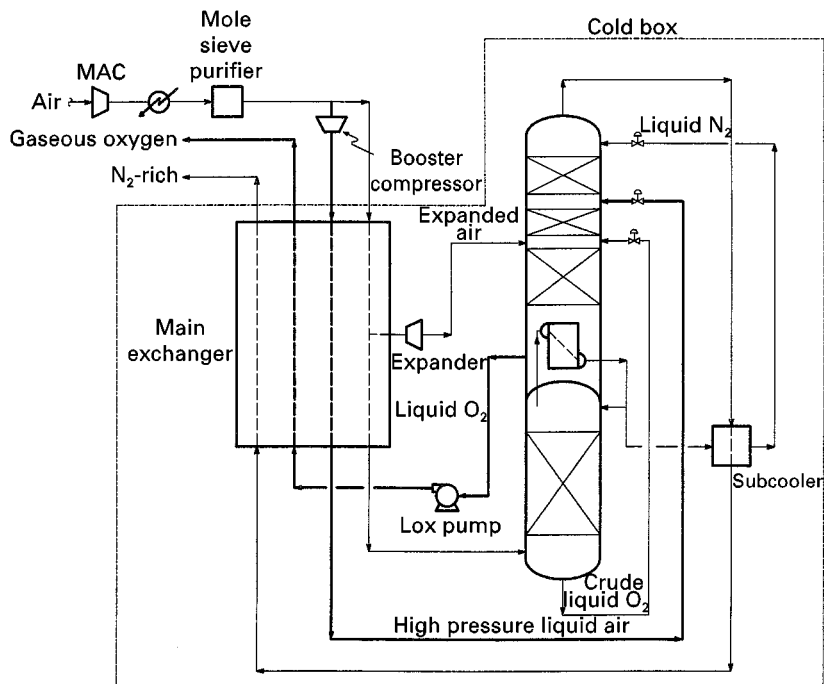 Cold box
Mole
sieve
purifier
MAC
Air
Gaseous oxygen
N₂-rich
Booster
compressor
Liquid N₂
Expanded
air
Main
exchanger
Expander
Liquid O₂
Subcooler
Lox pump
Crude
liquid O₂
High pressure liquid air